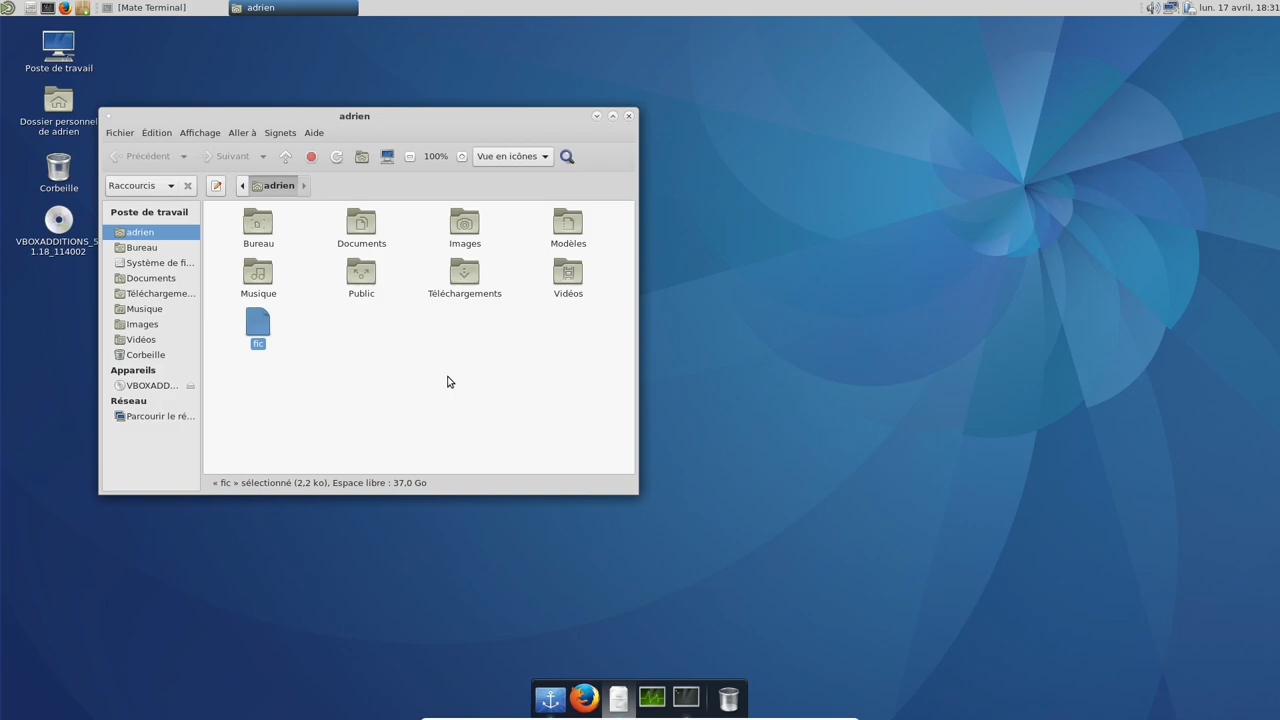 [Mate Terminal]
adrien
lun. 17 avril, 18:31
Poste de travail
Dossier personnel
de adrien
Corbeille
VBOXADDITIONS_5.
1.18_114002
adrien
Fichier Édition Affichage Aller à Signets Aide
Précédent Suivant 100% Vue en icônes
Raccourcis adrien
Poste de travail
adrien
Bureau
Système de fi...
Documents
Téléchargeme...
Musique
Images
Vidéos
Corbeille
Appareils
VBOXADD...
Réseau
Parcourir le ré...
Bureau Documents Images Modèles
Musique Public Téléchargements Vidéos
fic
« fic » sélectionné (2,2 ko), Espace libre : 37,0 Go